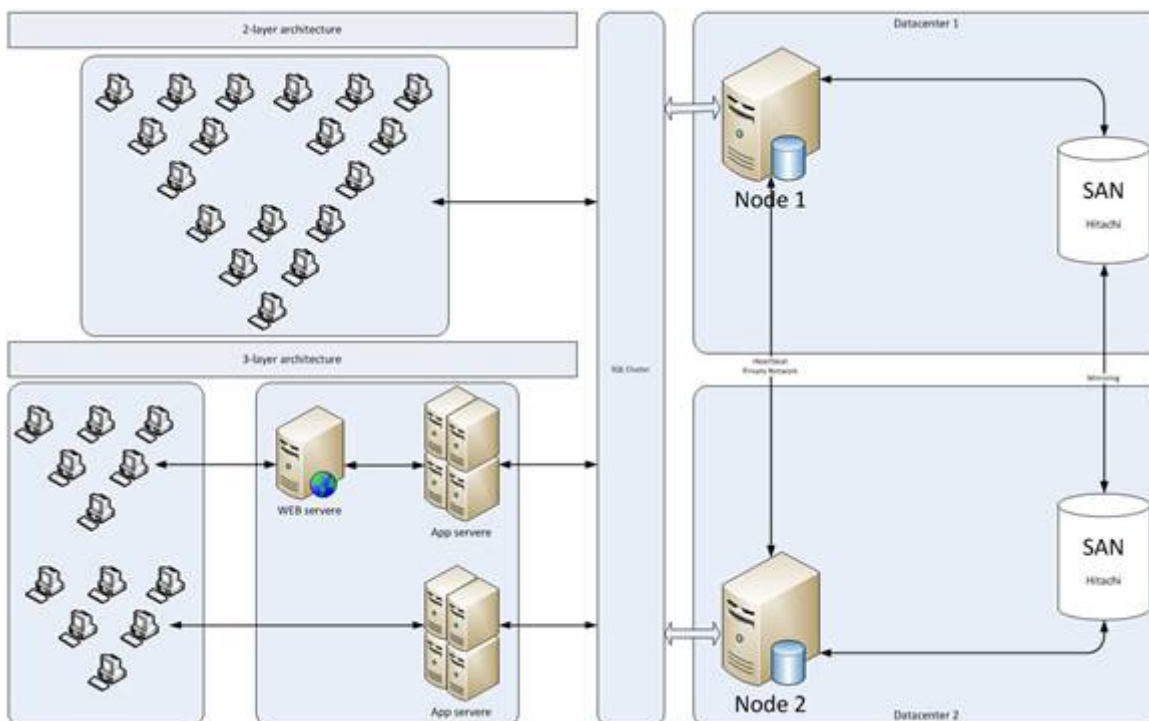 2-layer architecture
Datacenter 1
Node 1
SAN
Hitachi
3-layer architecture
SQL Cluster
Heartbeat
Privary Network
Mirroring
WEB servere
App servere
SAN
Hitachi
App servere
Node 2
Datacenter 2